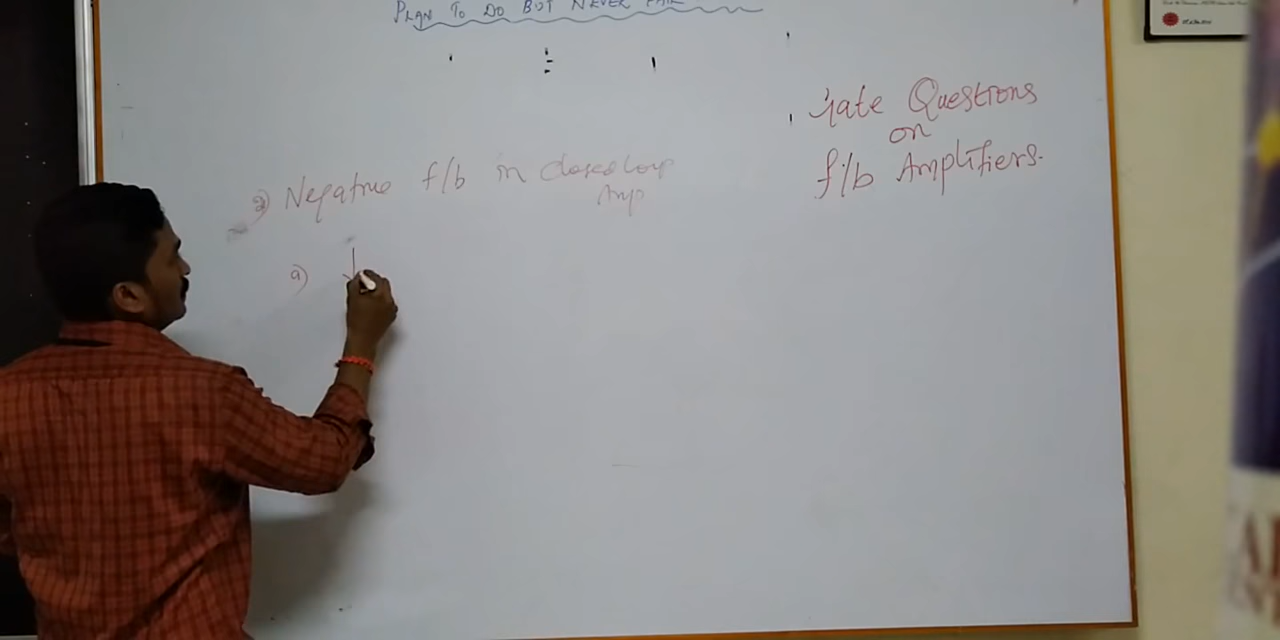 PLAN TO DO BUT NEVER FAIL
Gate Questions
on
f/b Amplifiers.
2) Negative f/b in closed loop
Amp
a) ↓